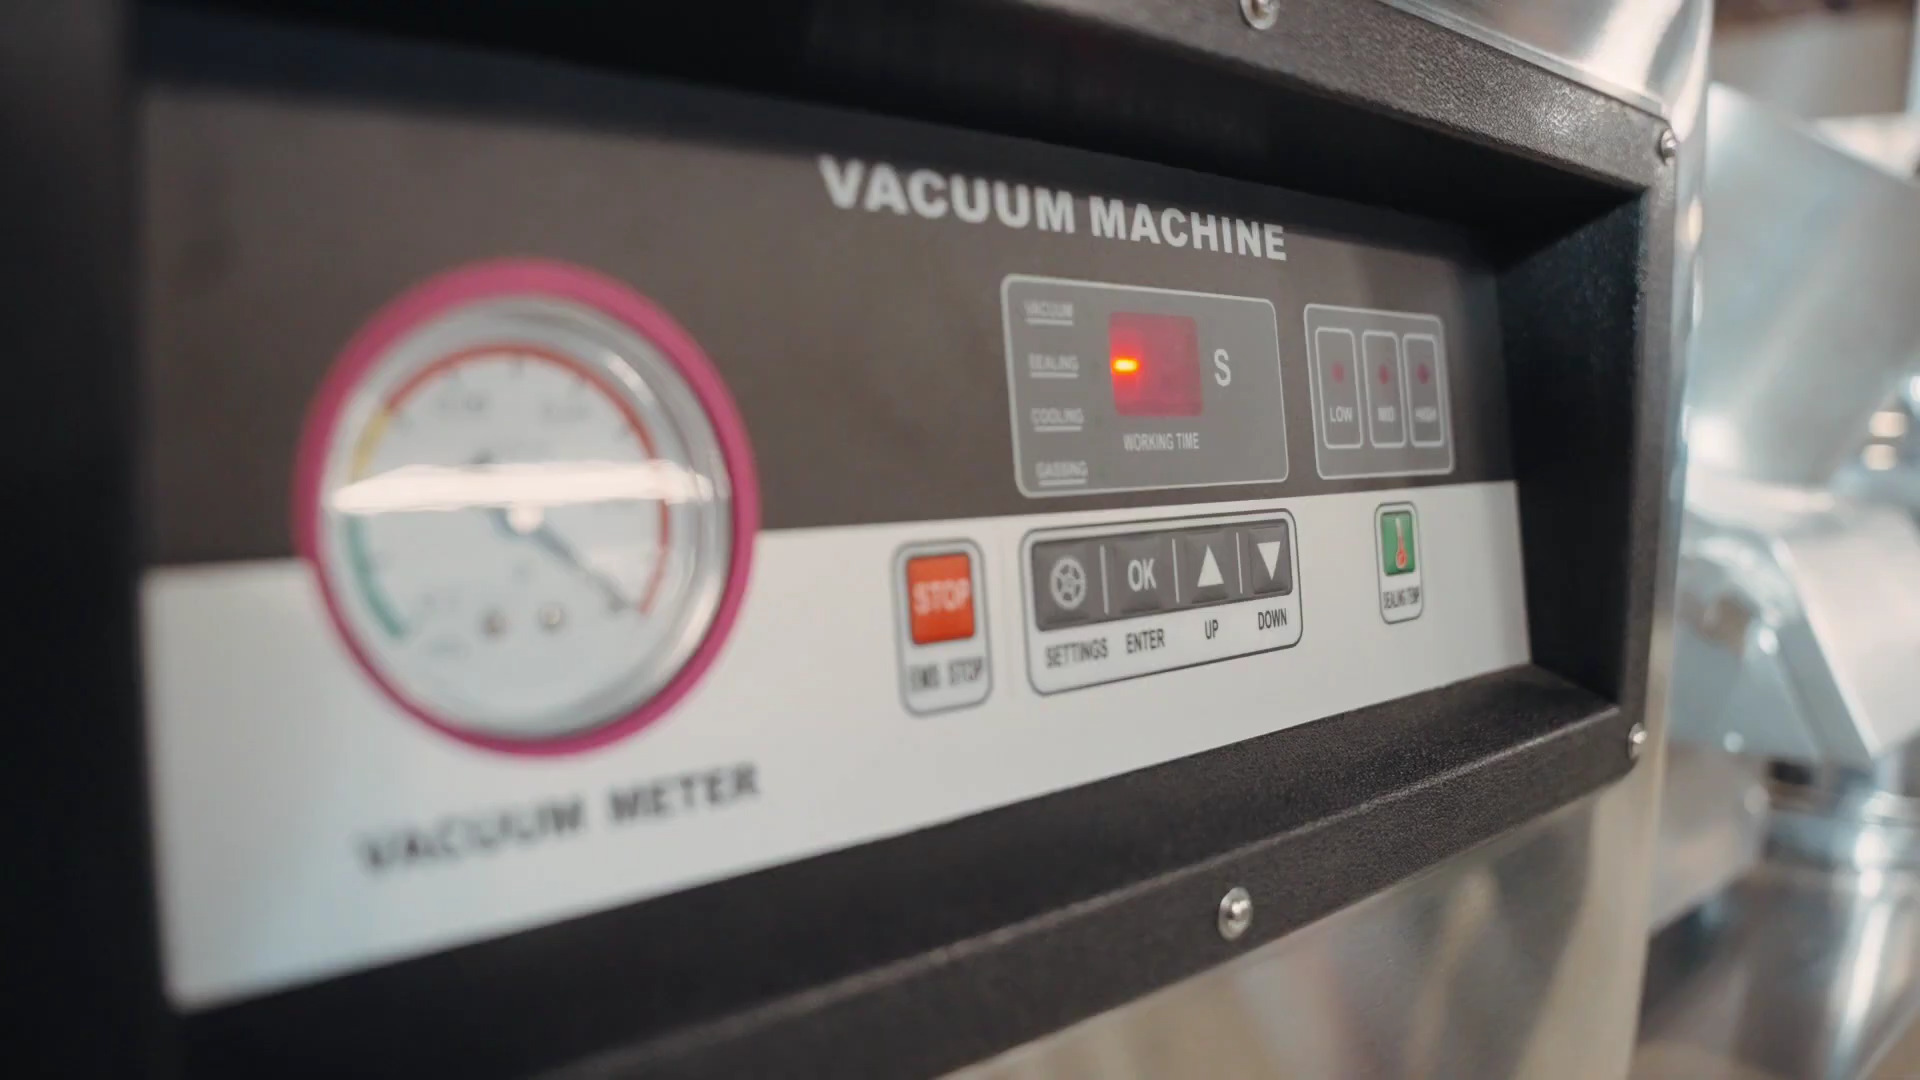 VACUUM MACHINE
VACUUM
SEALING
COOLING
GASSING
S
WORKING TIME
LOW
MID
HIGH
STOP
EMS STOP
OK
SETTINGS
ENTER
UP
DOWN
SEALING TEMP
VACUUM METER